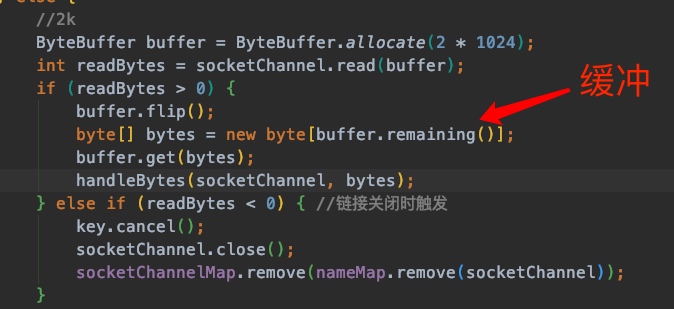 else {
//2k
ByteBuffer buffer = ByteBuffer.allocate(2 * 1024);
int readBytes = socketChannel.read(buffer);
if (readBytes > 0) {
buffer.flip();
缓冲
byte[] bytes = new byte[buffer.remaining()];
buffer.get(bytes);
handleBytes(socketChannel, bytes);
} else if (readBytes < 0) { //链接关闭时触发
key.cancel();
socketChannel.close();
socketChannelMap.remove(nameMap.remove(socketChannel));
}